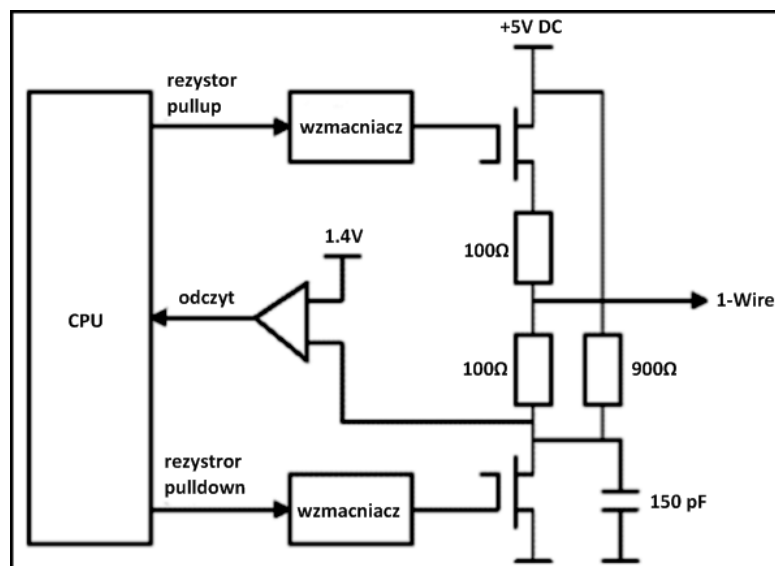 +5V DC
rezystor
pullup
wzmacniacz
1.4V
100Ω
odczyt
1-Wire
CPU
100Ω
900Ω
rezystror
pulldown
wzmacniacz
150 pF